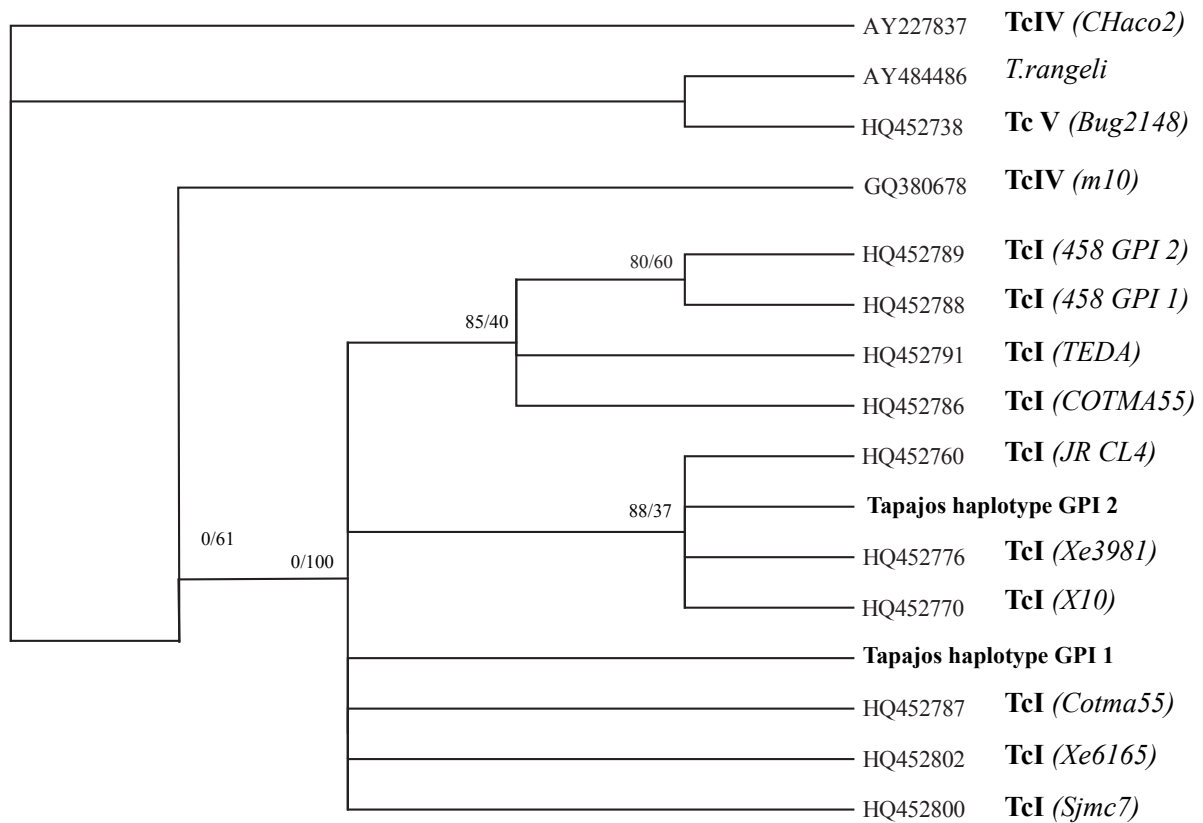 AY227837 TcIV (CHaco2)
AY484486 T.rangeli
HQ452738 Tc V (Bug2148)
GQ380678 TcIV (m10)
80/60
HQ452789 TcI (458 GPI 2)
HQ452788 TcI (458 GPI 1)
85/40
HQ452791 TcI (TEDA)
HQ452786 TcI (COTMA55)
HQ452760 TcI (JR CL4)
88/37
Tapajos haplotype GPI 2
0/61
0/100
HQ452776 TcI (Xe3981)
HQ452770 TcI (X10)
Tapajos haplotype GPI 1
HQ452787 TcI (Cotma55)
HQ452802 TcI (Xe6165)
HQ452800 TcI (Sjmc7)